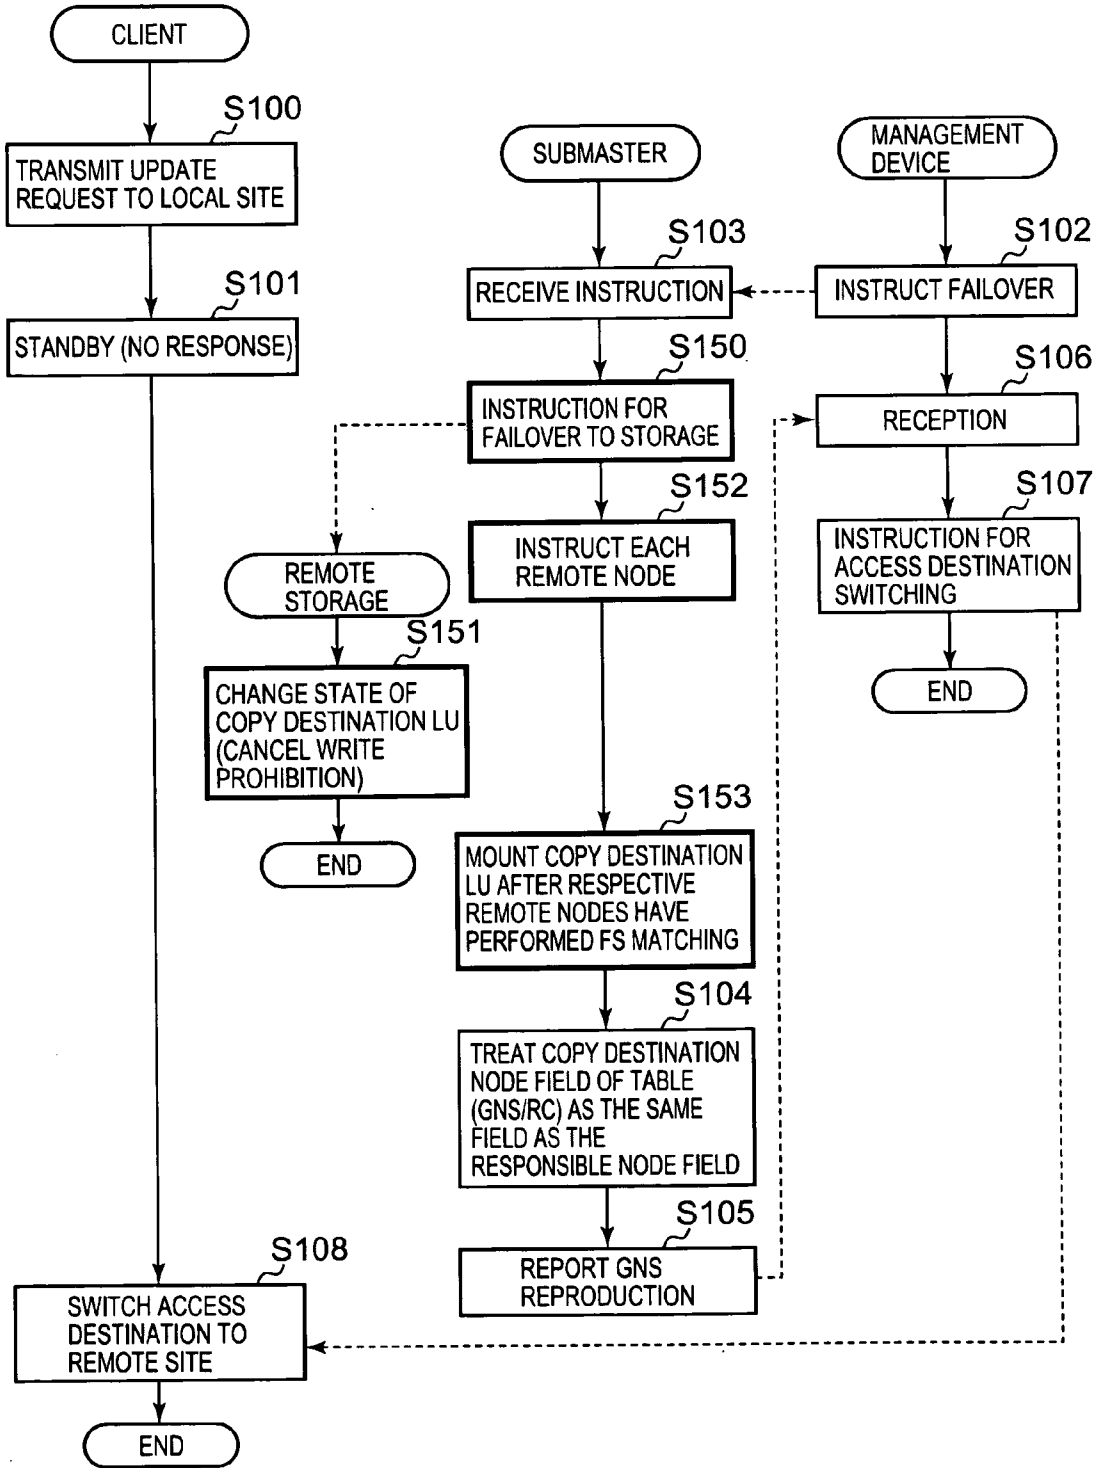 CLIENT
S100
TRANSMIT UPDATE
REQUEST TO LOCAL SITE
S101
STANDBY (NO RESPONSE)
SUBMASTER
MANAGEMENT
DEVICE
S103
RECEIVE INSTRUCTION
S102
INSTRUCT FAILOVER
S150
INSTRUCTION FOR
FAILOVER TO STORAGE
S106
RECEPTION
S152
INSTRUCT EACH
REMOTE NODE
S107
INSTRUCTION FOR
ACCESS DESTINATION
SWITCHING
END
REMOTE
STORAGE
S151
CHANGE STATE OF
COPY DESTINATION LU
(CANCEL WRITE
PROHIBITION)
END
S153
MOUNT COPY DESTINATION
LU AFTER RESPECTIVE
REMOTE NODES HAVE
PERFORMED FS MATCHING
S104
TREAT COPY DESTINATION
NODE FIELD OF TABLE
(GNS/RC) AS THE SAME
FIELD AS THE
RESPONSIBLE NODE FIELD
S105
REPORT GNS
REPRODUCTION
S108
SWITCH ACCESS
DESTINATION TO
REMOTE SITE
END